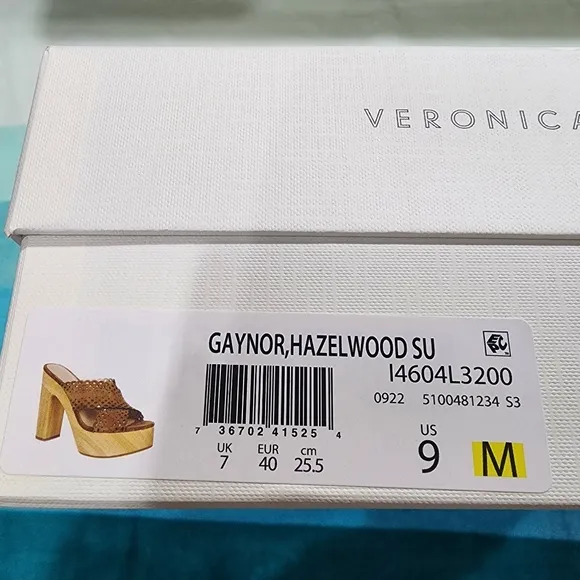 VERONICA
GAYNOR,HAZELWOOD SU
I4604L3200
0922 5100481234 S3
7 36702 41525 4
UK EUR cm US
7 40 25.5 9 M